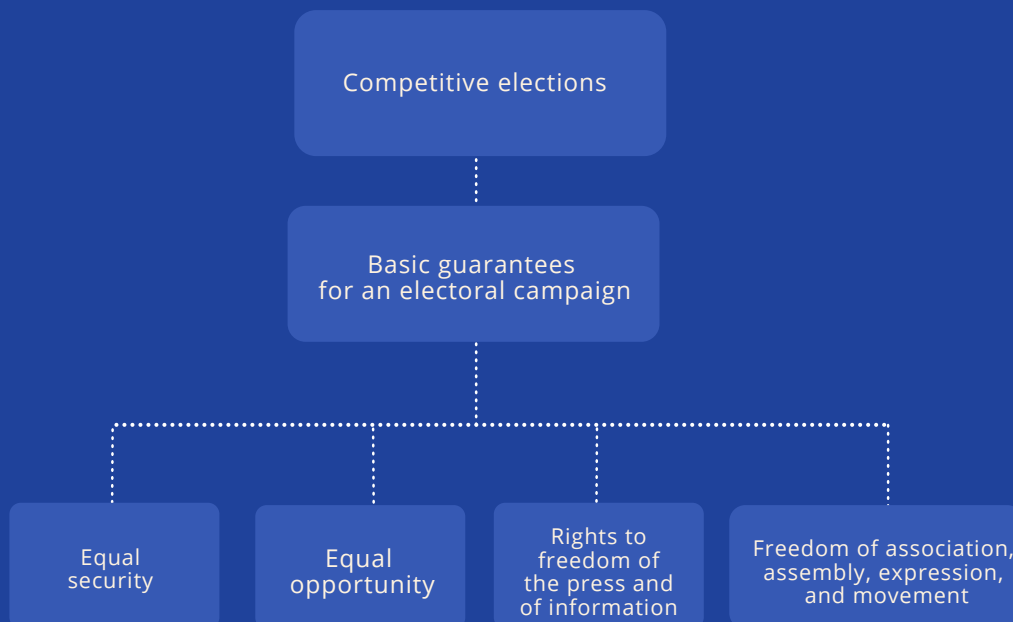 Competitive elections
Basic guarantees
for an electoral campaign
Equal
security
Equal
opportunity
Rights to
freedom of
the press and
of information
Freedom of association,
assembly, expression,
and movement